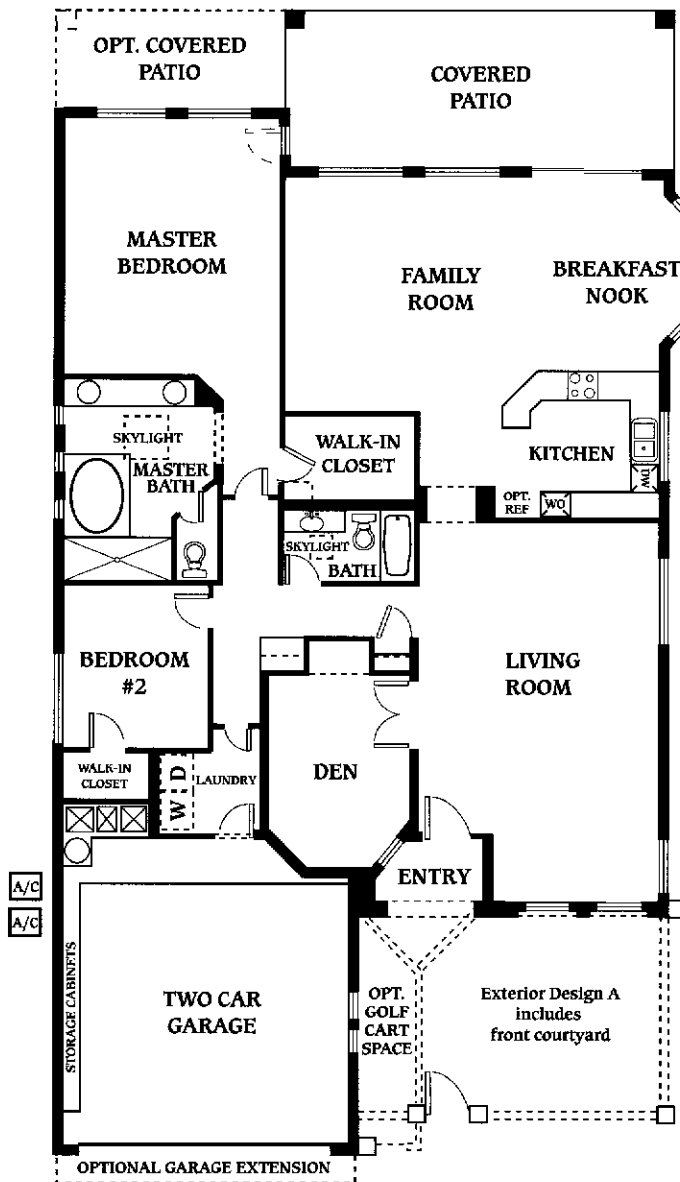 OPT. COVERED
PATIO
COVERED
PATIO
MASTER
BEDROOM
FAMILY
ROOM
BREAKFAST
NOOK
SKYLIGHT
MASTER
BATH
WALK-IN
CLOSET
KITCHEN
MO
OPT.
REF
WO
SKYLIGHT
BATH
BEDROOM
#2
LIVING
ROOM
WALK-IN
CLOSET
W D
LAUNDRY
DEN
ENTRY
A/C
A/C
STORAGE CABINETS
TWO CAR
GARAGE
OPT.
GOLF
CART
SPACE
Exterior Design A
includes
front courtyard
OPTIONAL GARAGE EXTENSION